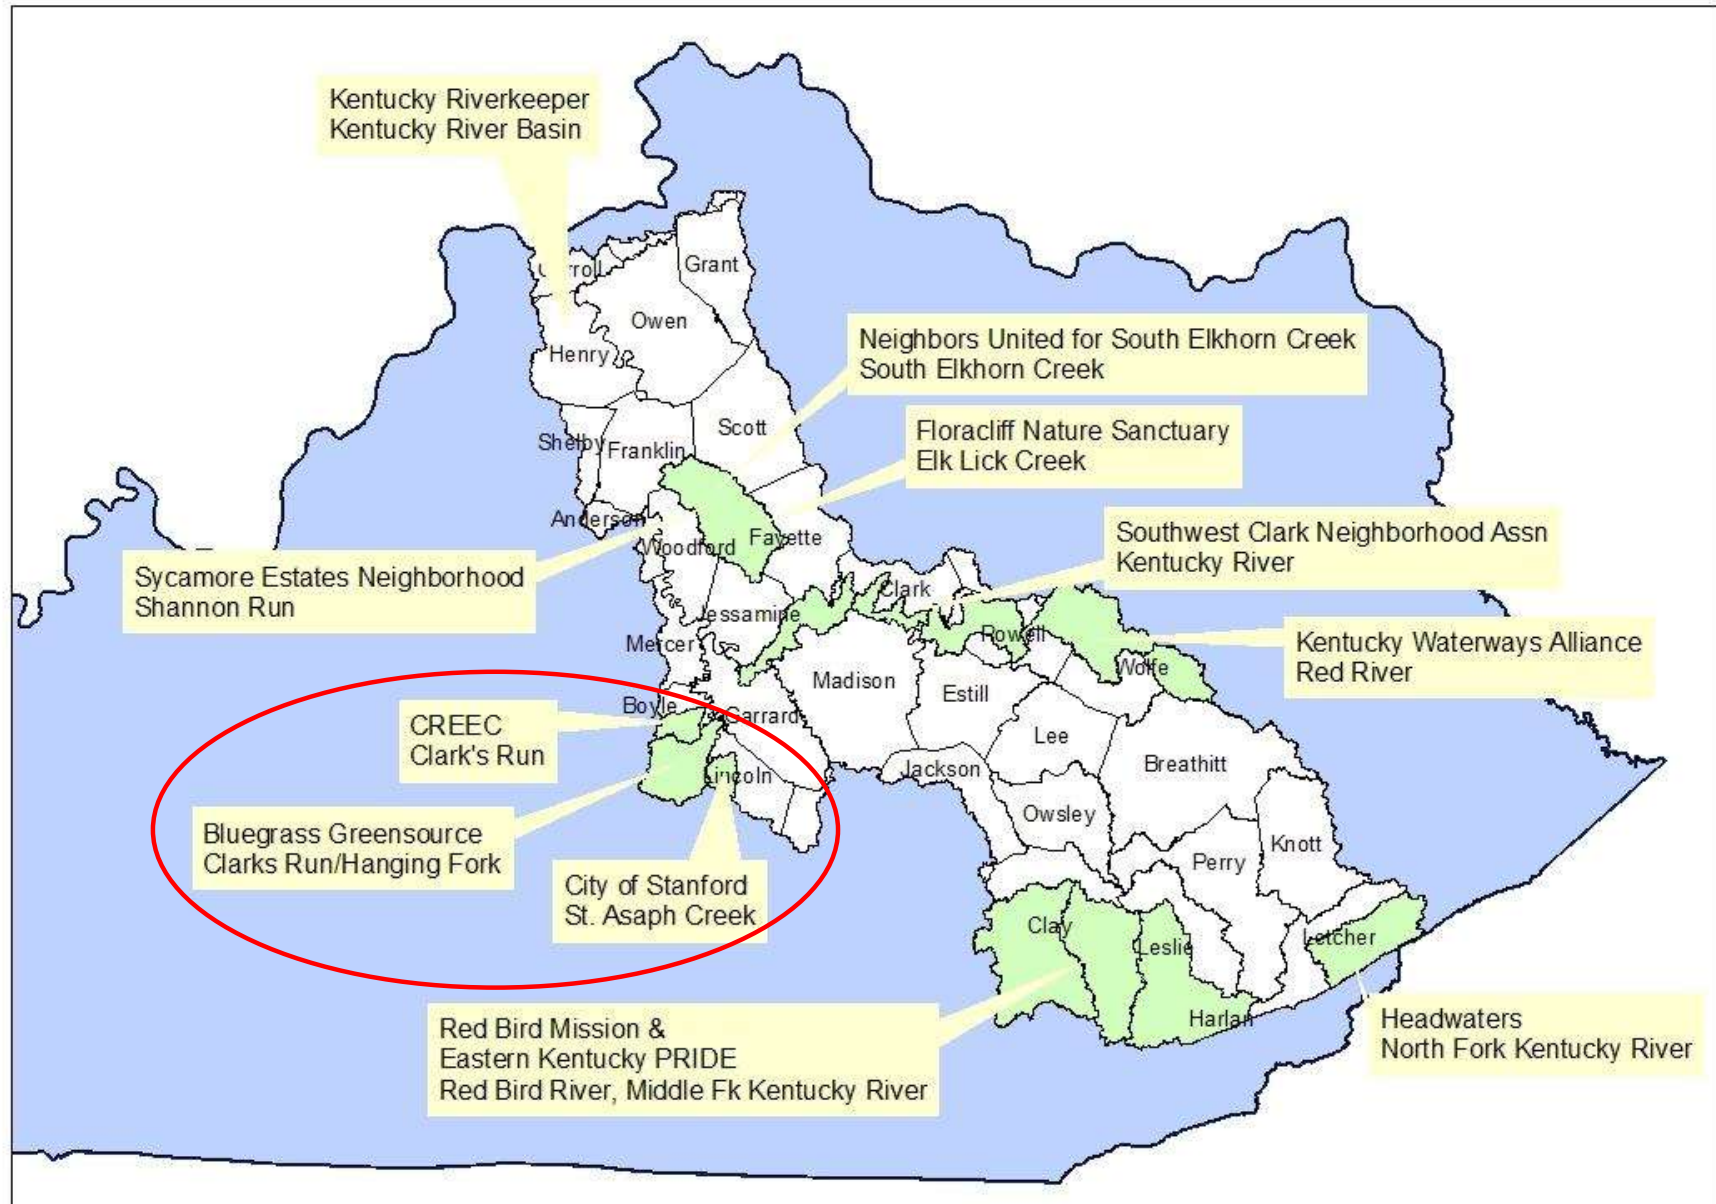 Kentucky Riverkeeper
Kentucky River Basin
Grant
Owen
Henry
Neighbors United for South Elkhorn Creek
South Elkhorn Creek
Scott
Floracliff Nature Sanctuary
Elk Lick Creek
Shelby
Franklin
Anderson
Woodford
Fayette
Southwest Clark Neighborhood Assn
Kentucky River
Sycamore Estates Neighborhood
Shannon Run
Clark
Jessamine
Powell
Mercer
Kentucky Waterways Alliance
Red River
Wolfe
Madison
Estill
Boyle
Garrard
CREEC
Clark's Run
Lee
Breathitt
Jackson
Lincoln
Owsley
Knott
Perry
Bluegrass Greensource
Clarks Run/Hanging Fork
City of Stanford
St. Asaph Creek
Clay
Leslie
Letcher
Harlan
Red Bird Mission &
Eastern Kentucky PRIDE
Red Bird River, Middle Fk Kentucky River
Headwaters
North Fork Kentucky River